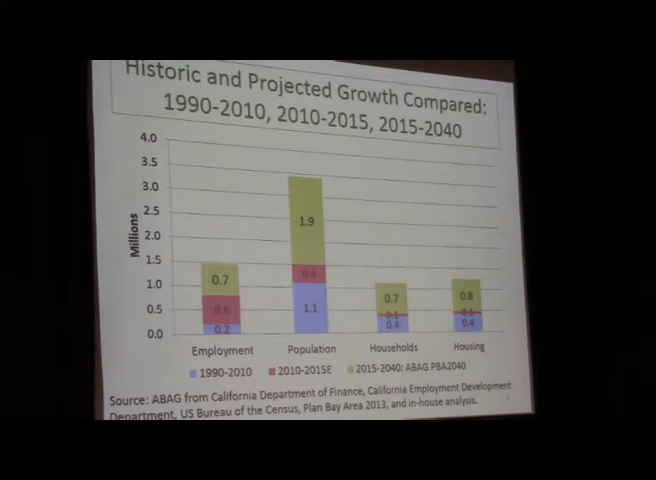 Historic and Projected Growth Compared:
1990-2010, 2010-2015, 2015-2040
4.0
3.5
3.0
2.5
2.0
1.5
1.0
0.5
0.0
Millions
0.7
0.6
0.2
1.9
1.1
0.7
0.1
0.4
0.8
0.1
0.4
Employment Population Households Housing
1990-2010 2010-2015E 2015-2040: ABAG PBA2040
Source: ABAG from California Department of Finance, California Employment Development
Department, US Bureau of the Census, Plan Bay Area 2013, and in-house analysis.